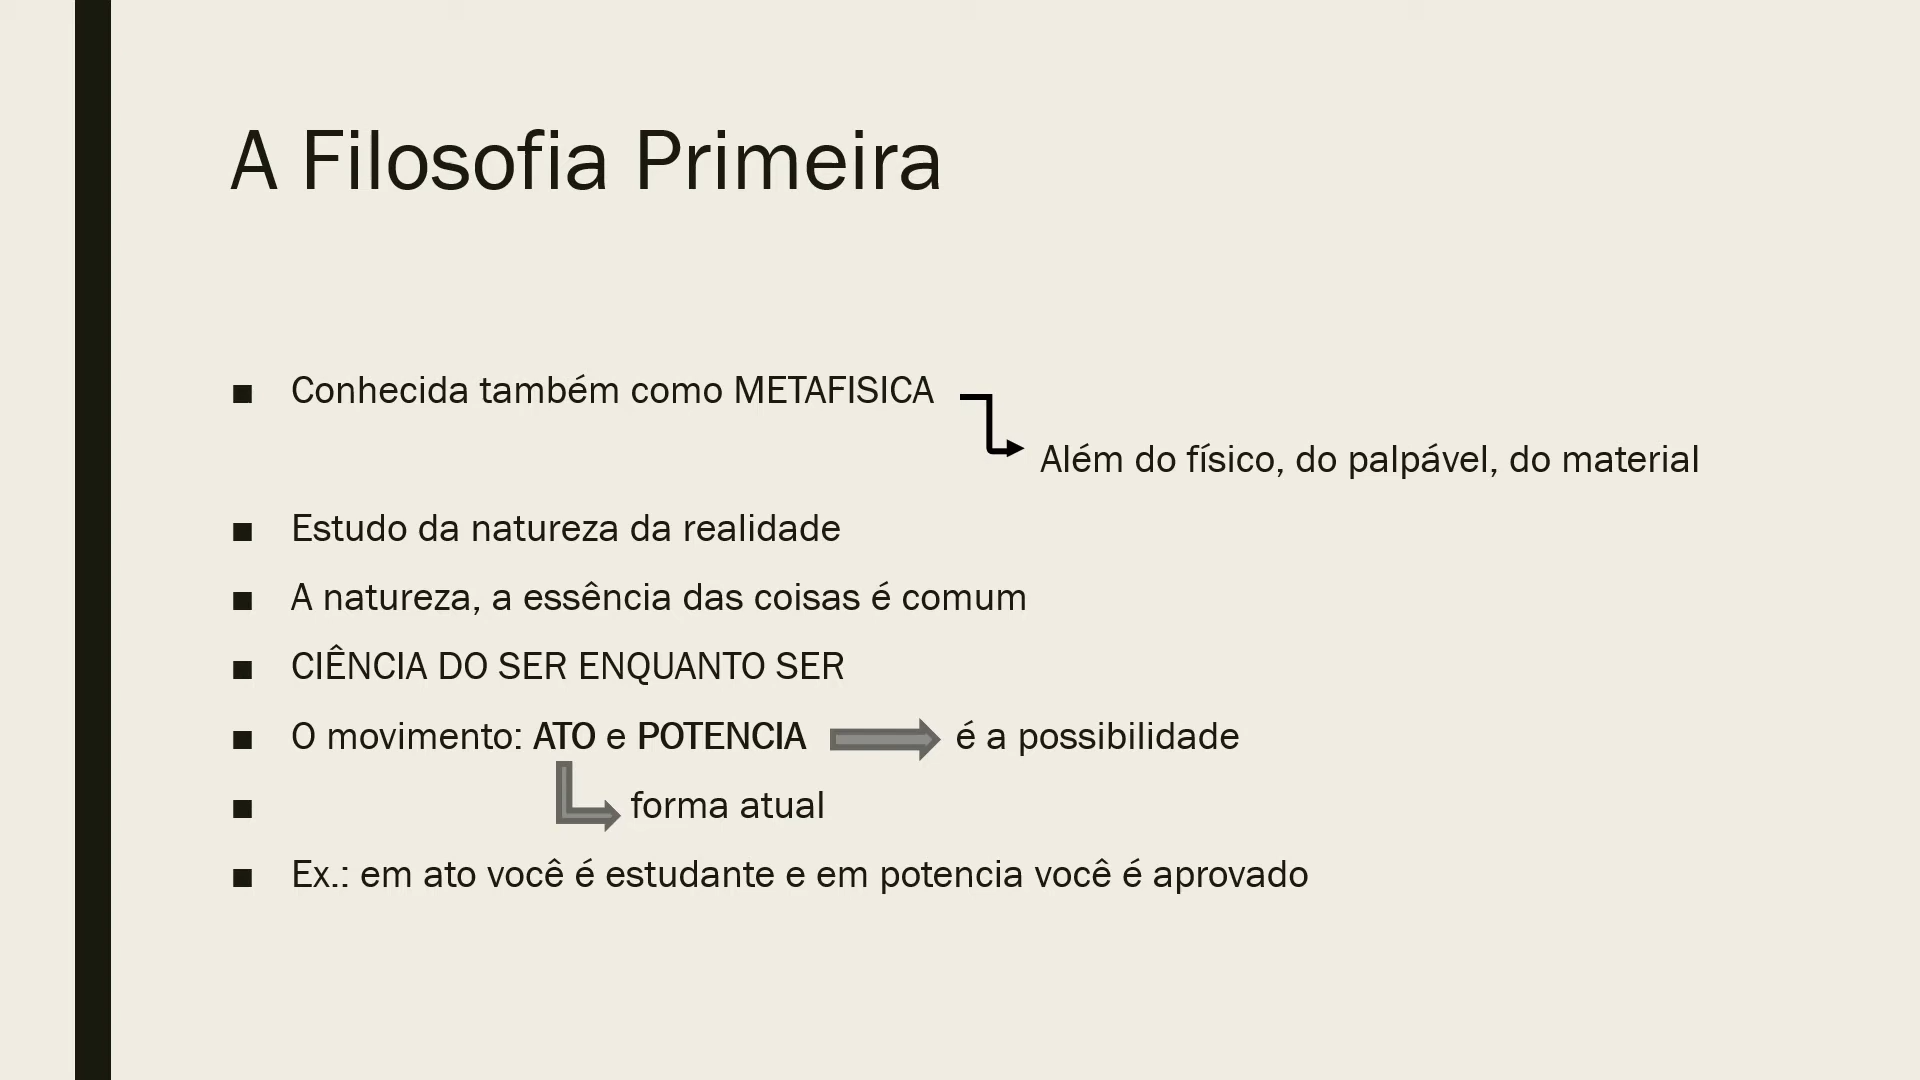 A Filosofia Primeira
■ Conhecida também como METAFISICA
Além do físico, do palpável, do material
■ Estudo da natureza da realidade
■ A natureza, a essência das coisas é comum
■ CIÊNCIA DO SER ENQUANTO SER
■ O movimento: ATO e POTENCIA é a possibilidade
■ forma atual
■ Ex.: em ato você é estudante e em potencia você é aprovado